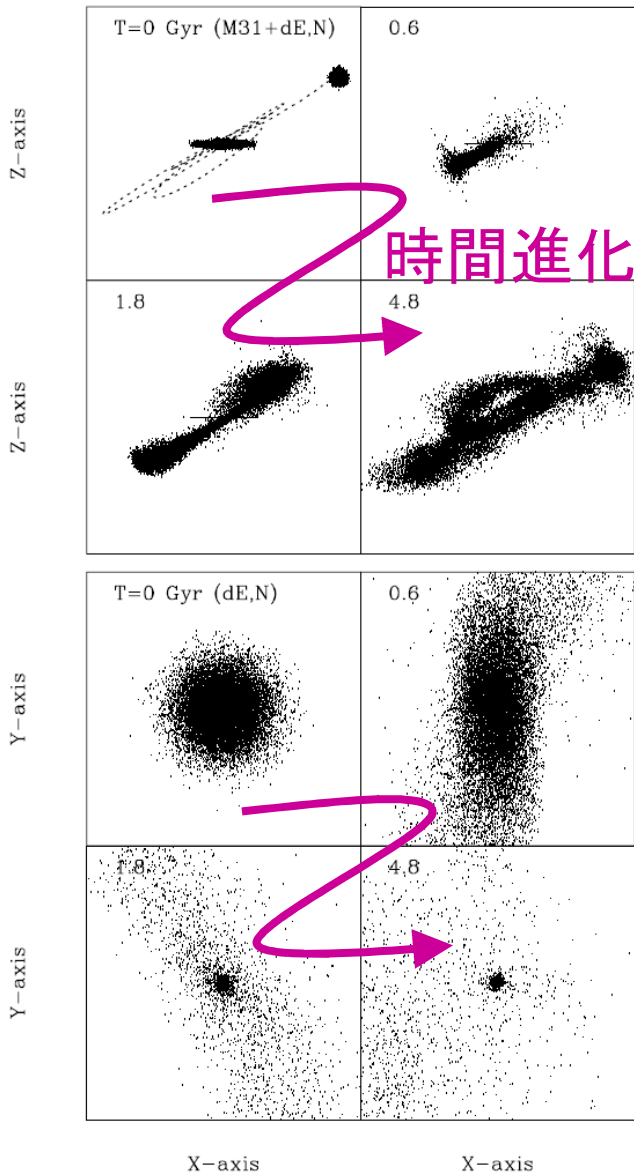 T=0 Gyr (M31+dE,N)
0.6
Z-axis
時間進化
1.8
4.8
Z-axis
T=0 Gyr (dE,N)
0.6
Y-axis
1.8
4.8
Y-axis
X-axis
X-axis